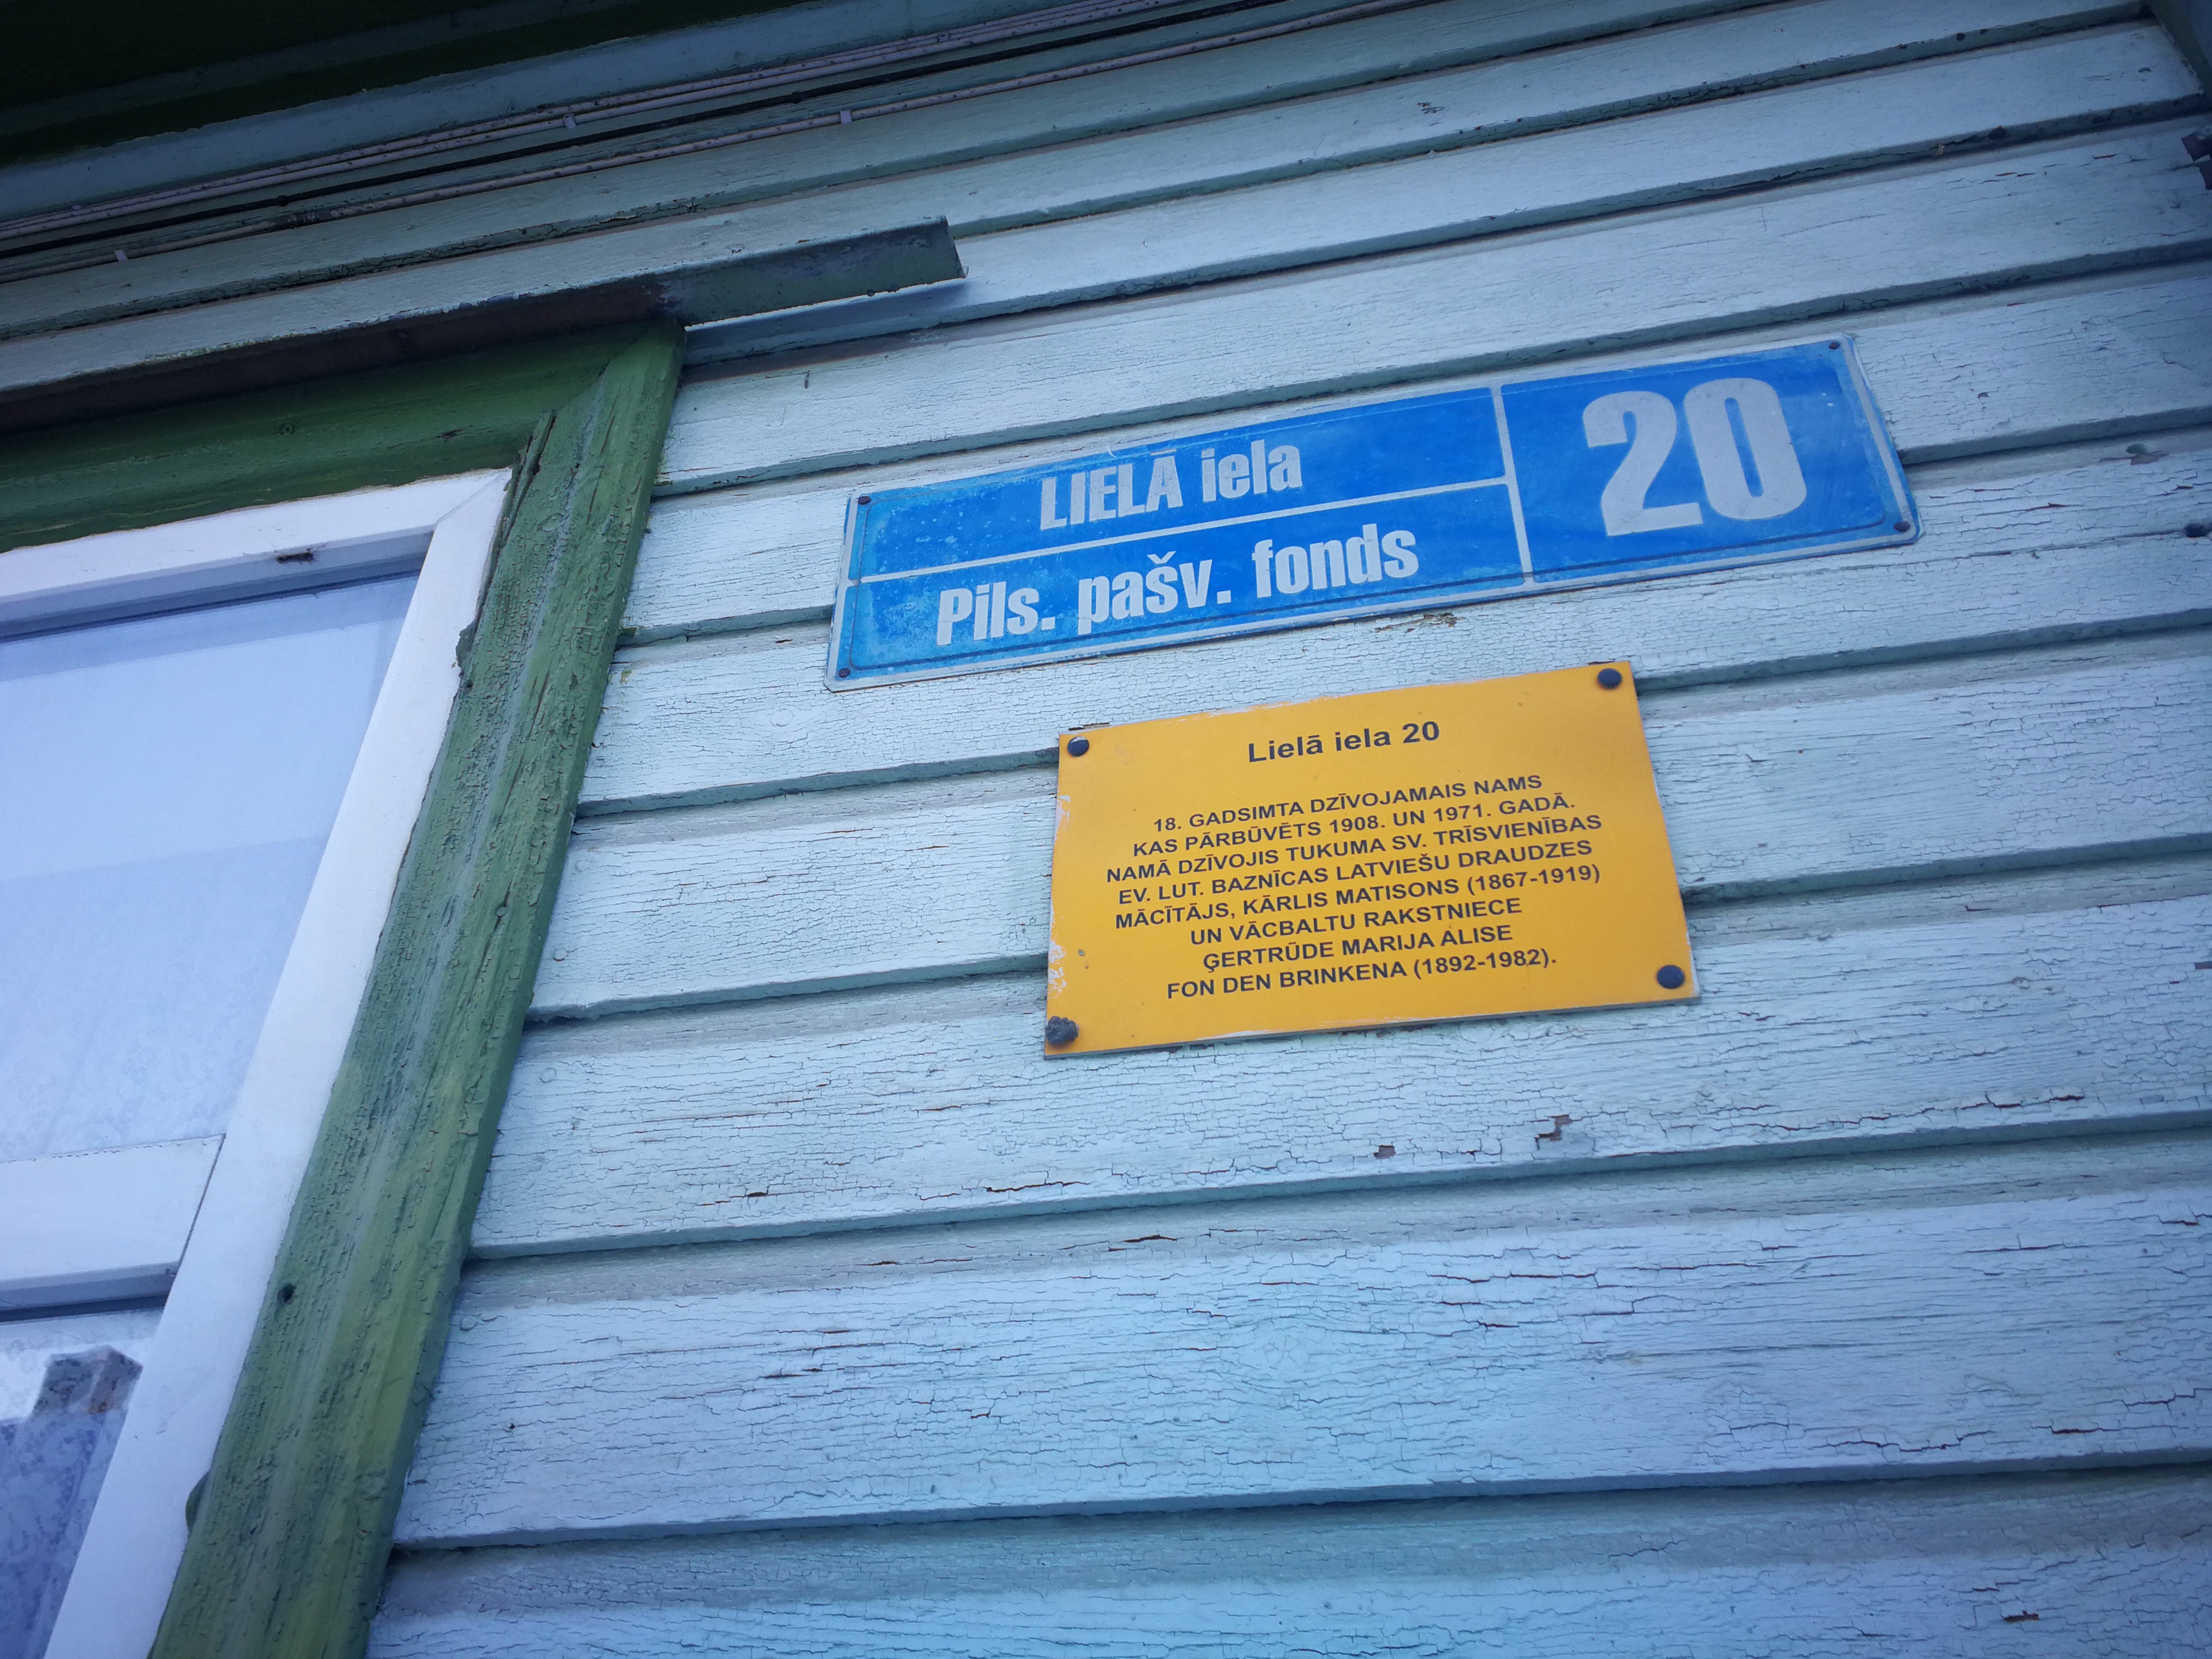 LIELĀ iela
Pils. pašv. fonds
20
Lielā iela 20
18. GADSIMTA DZĪVOJAMAIS NAMS
KAS PĀRBŪVĒTS 1908. UN 1971. GADĀ.
NAMĀ DZĪVOJIS TUKUMA SV. TRĪSVIENĪBAS
EV. LUT. BAZNĪCAS LATVIEŠU DRAUDZES
MĀCĪTĀJS, KĀRLIS MATISONS (1867-1919)
UN VĀCBALTU RAKSTNIECE
ĢERTRŪDE MARIJA ALISE
FON DEN BRINKENA (1892-1982).